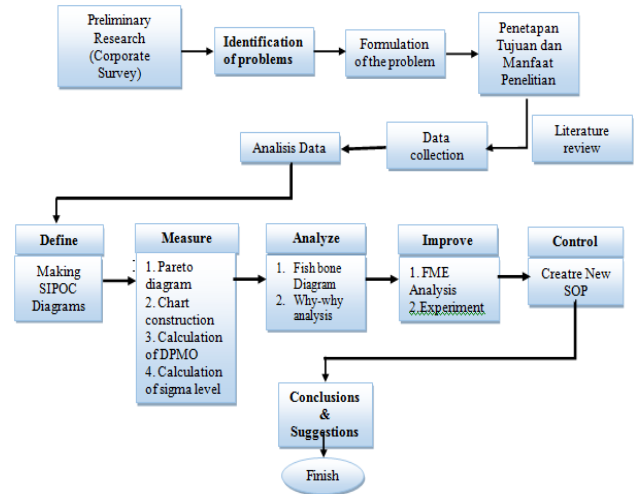 Preliminary
Research
(Corporate
Survey)
Identification
of problems
Formulation
of the problem
Penetapan
Tujuan dan
Manfaat
Penelitian
Literature
review
Data
collection
Analisis Data
Define
Making
SIPOC
Diagrams
Measure
1. Pareto
diagram
2. Chart
construction
3. Calculation
of DPMO
4. Calculation
of sigma level
Analyze
1. Fish bone
Diagram
2. Why-why
analysis
Improve
1. FME
Analysis
2.Experiment
Control
Creatre New
SOP
Conclusions
&
Suggestions
Finish